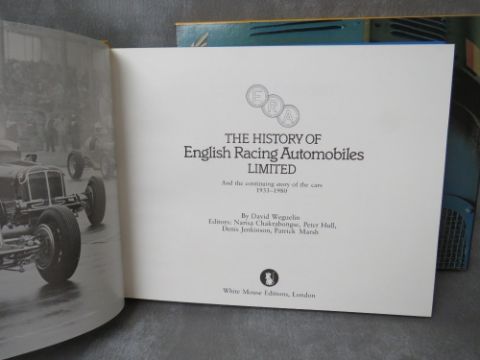 ERA
THE HISTORY OF
English Racing Automobiles
LIMITED
And the continuing story of the cars
1933-1980
By David Weguelin
Editors: Narisa Chakrabongse, Peter Hull,
Denis Jenkinson, Patrick Marsh
White Mouse Editions, London